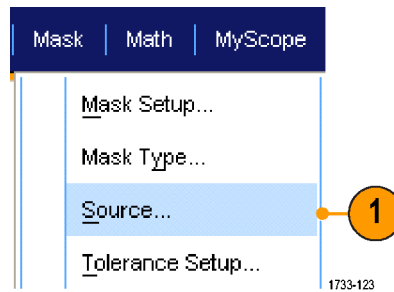 Mask Math MyScope
Mask Setup...
Mask Type...
Source...
1
Tolerance Setup...
1733-123